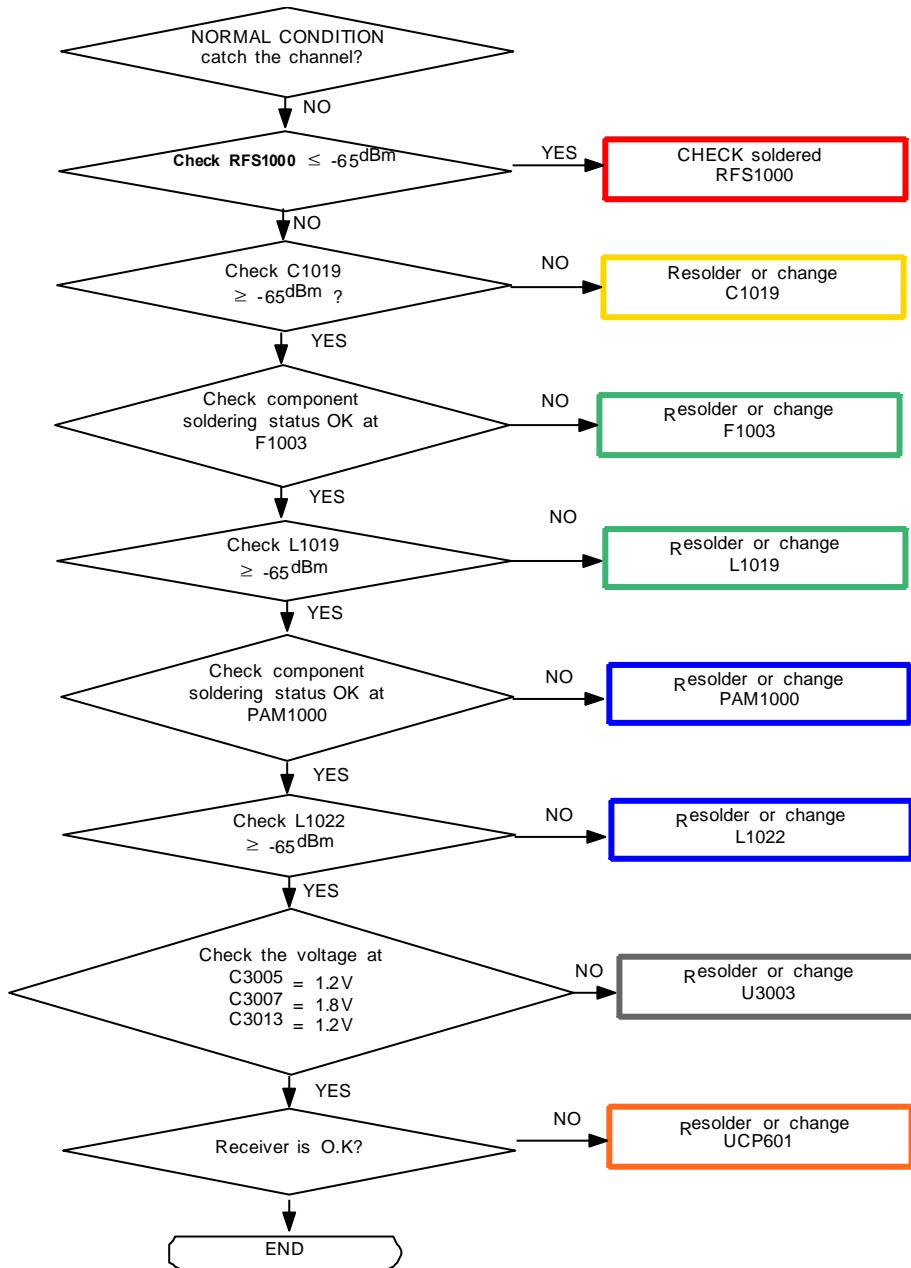 NORMAL CONDITION
catch the channel?
NO
Check RFS1000 ≤ -65dBm
YES
CHECK soldered
RFS1000
NO
Check C1019
≥ -65dBm ?
NO
Resolder or change
C1019
YES
Check component
soldering status OK at
F1003
NO
Resolder or change
F1003
YES
Check L1019
≥ -65dBm
NO
Resolder or change
L1019
YES
Check component
soldering status OK at
PAM1000
NO
Resolder or change
PAM1000
YES
Check L1022
≥ -65dBm
NO
Resolder or change
L1022
YES
Check the voltage at
C3005 = 1.2V
C3007 = 1.8V
C3013 = 1.2V
NO
Resolder or change
U3003
YES
Receiver is O.K?
NO
Resolder or change
UCP601
YES
END